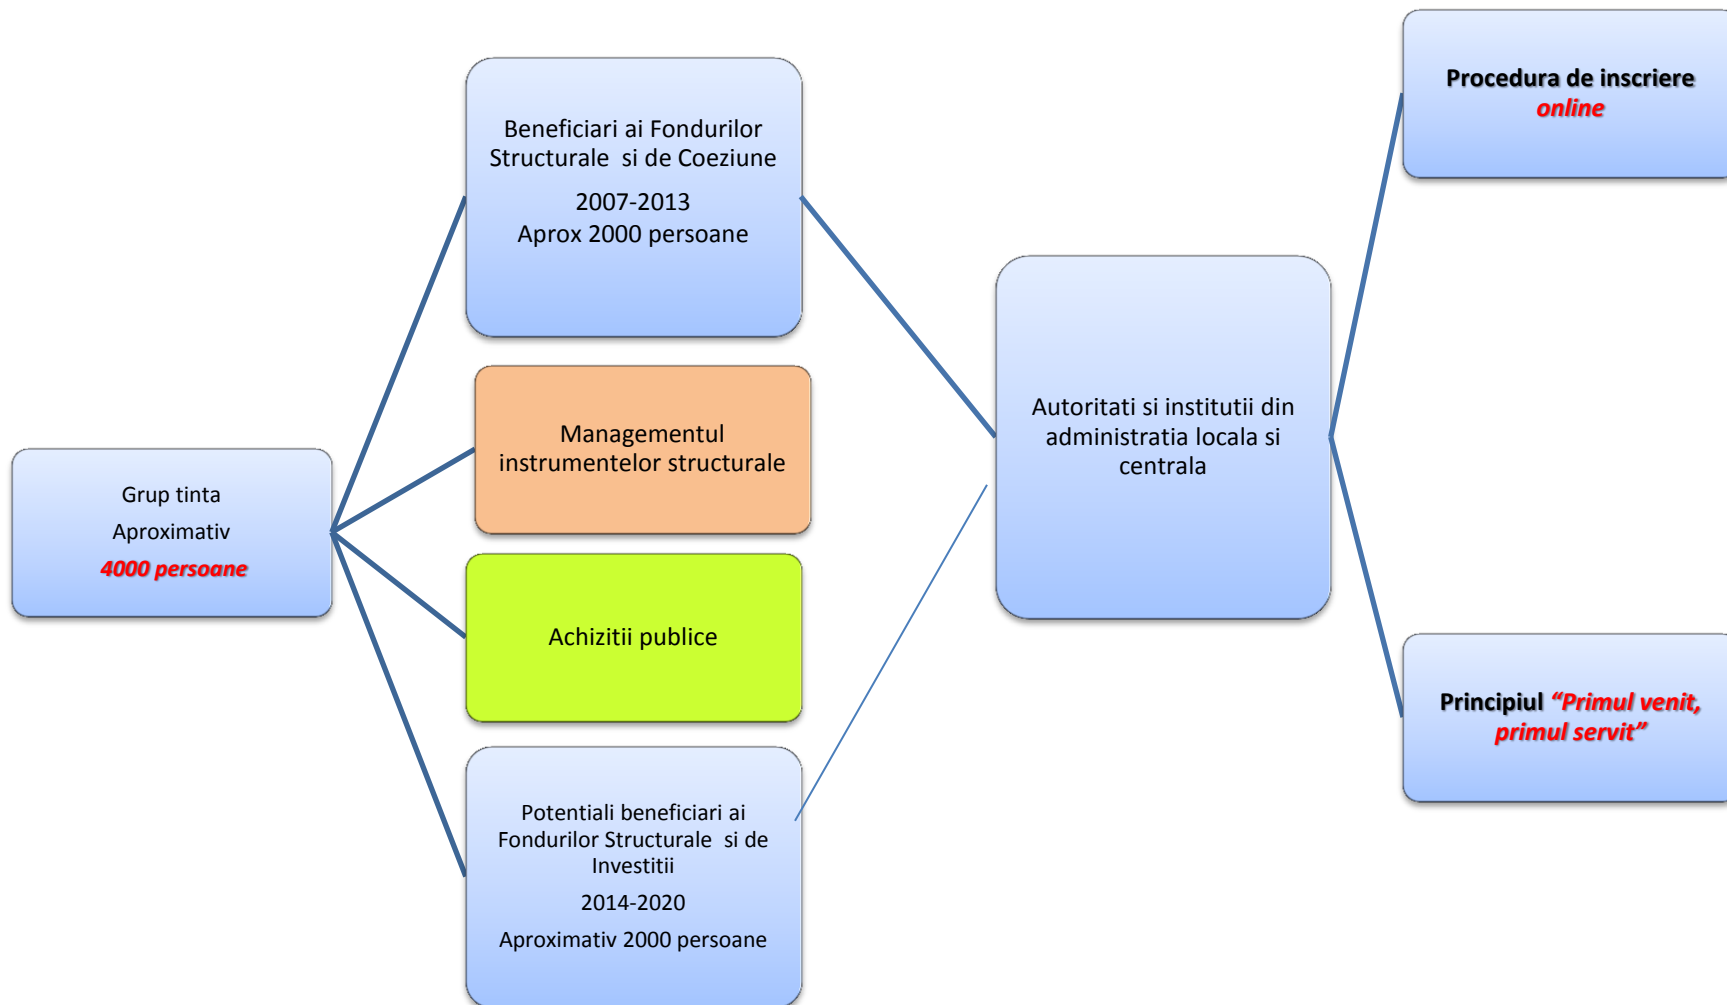 Grup tinta
Aproximativ
4000 persoane
Beneficiari ai Fondurilor
Structurale si de Coeziune
2007-2013
Aprox 2000 persoane
Managementul
instrumentelor structurale
Achizitii publice
Potentiali beneficiari ai
Fondurilor Structurale si de
Investitii
2014-2020
Aproximativ 2000 persoane
Autoritati si institutii din
administratia locala si
centrala
Procedura de inscriere
online
Principiul “Primul venit,
primul servit”